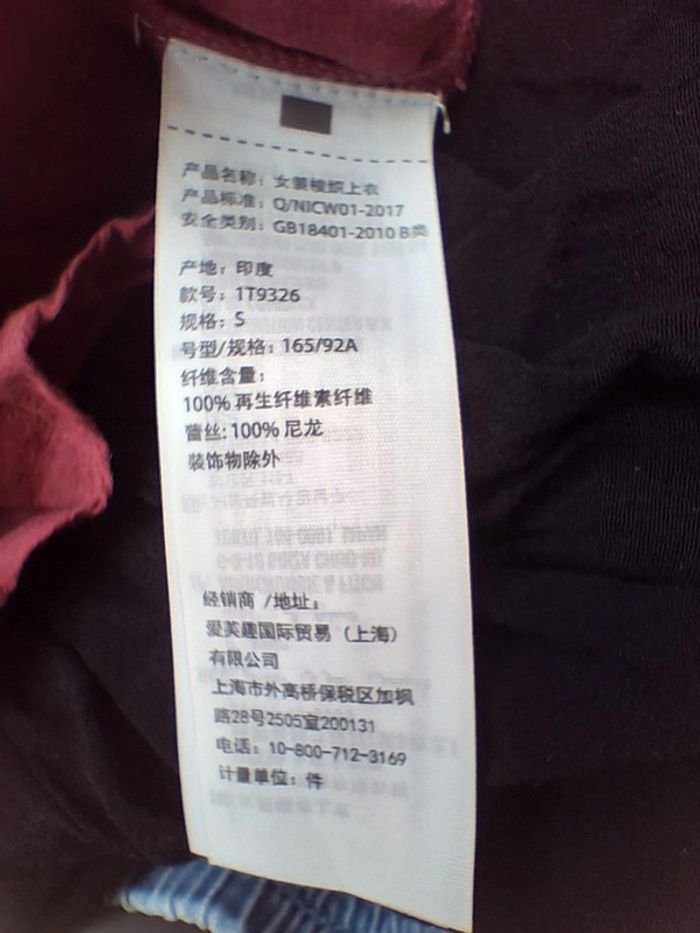 产品名称：女装梭织上衣
产品标准：Q/NICW01-2017
安全类别：GB18401-2010 B类
产地：印度
款号：1T9326
规格：S
号型/规格：165/92A
纤维含量：
100% 再生纤维素纤维
蕾丝: 100% 尼龙
装饰物除外
经销商 /地址：
爱美趣国际贸易（上海）
有限公司
上海市外高桥保税区加枫
路28号2505室200131
电话：10-800-712-3169
计量单位：件